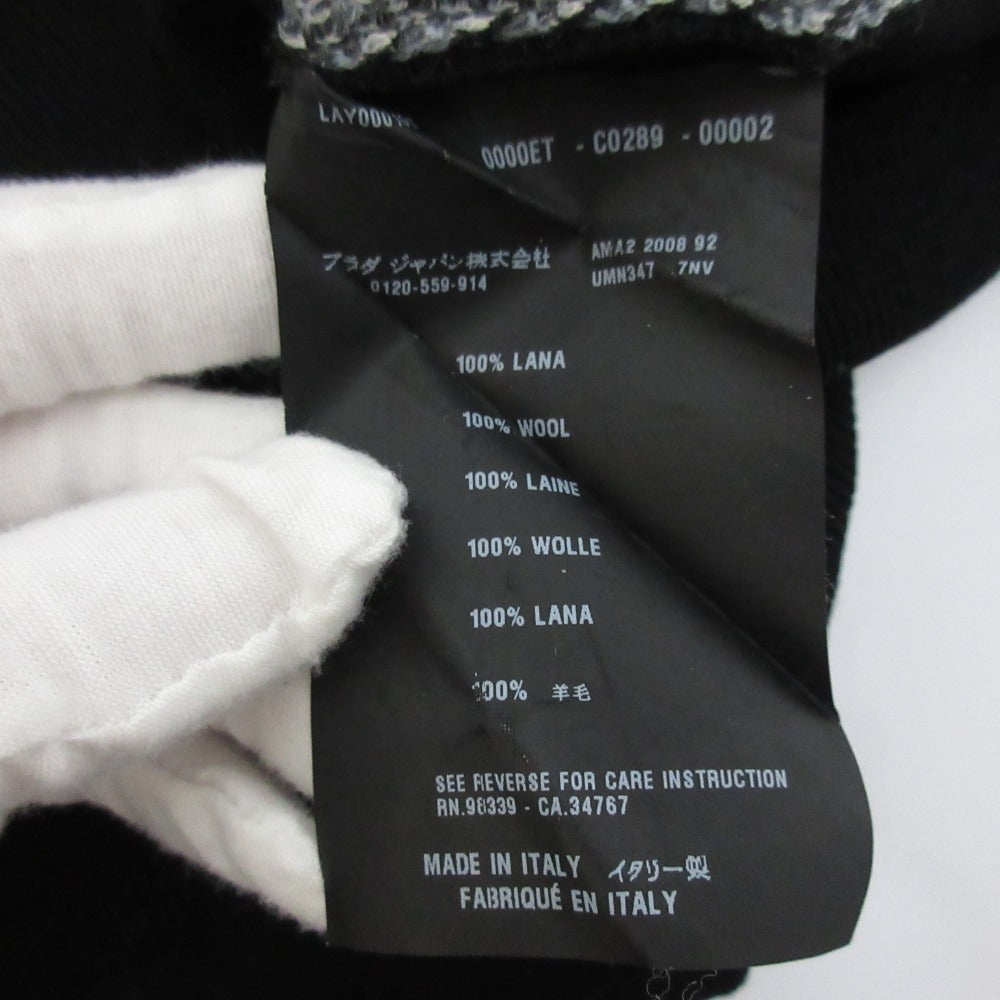 0000ET - C0289 - 00002
プラダ ジャパン株式会社
0120-559-914
AMA2 2008 92
UMN347 7NV
100% LANA
100% WOOL
100% LAINE
100% WOLLE
100% LANA
100% 羊毛
SEE REVERSE FOR CARE INSTRUCTION
RN.98339 - CA.34767
MADE IN ITALY イタリー製
FABRIQUÉ EN ITALY